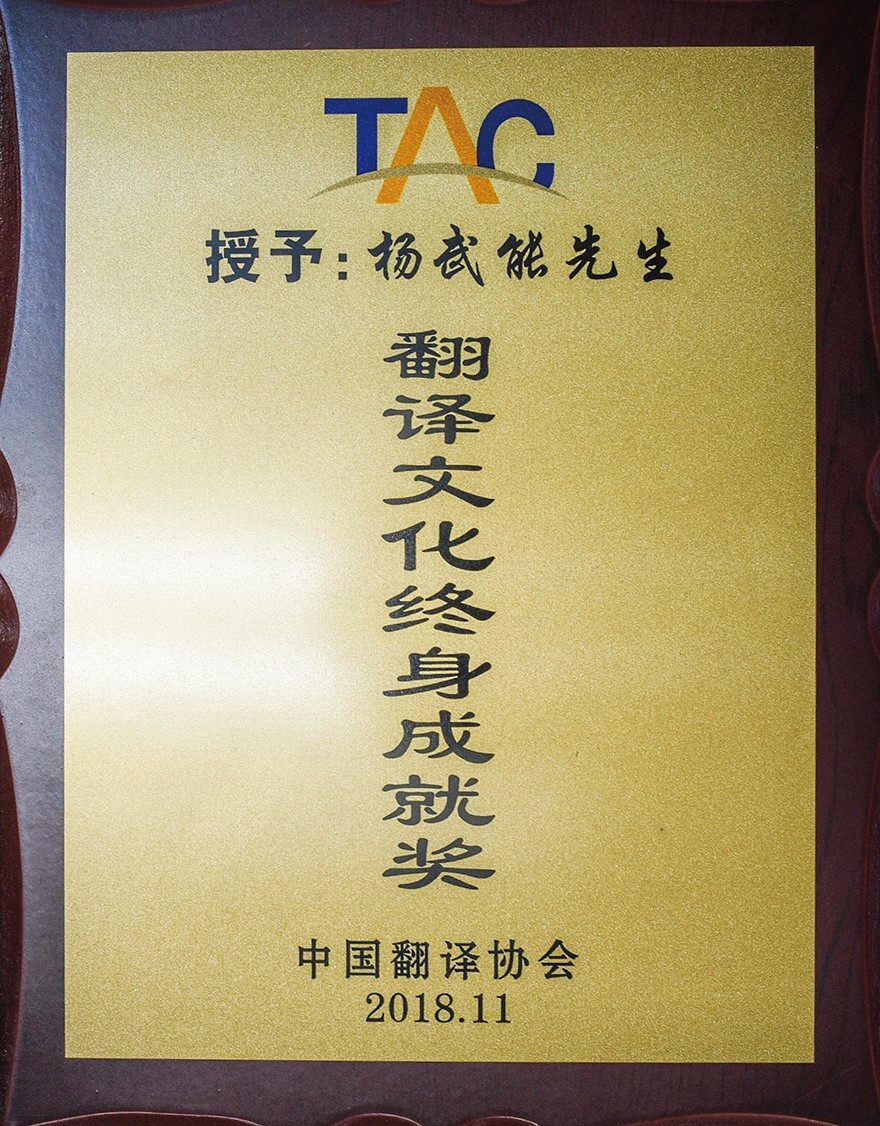 TAC
授予:杨武能先生
翻译文化终身成就奖
中国翻译协会
2018.11